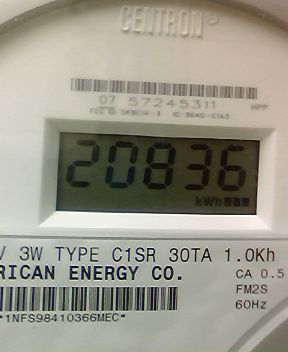 CENTRON®
07 57245311 HPP
20836
kWh
V 3W TYPE C1SR 30TA 1.0Kh
RICAN ENERGY CO. CA 0.5
FM2S
60Hz
*1NFS98410366MEC*